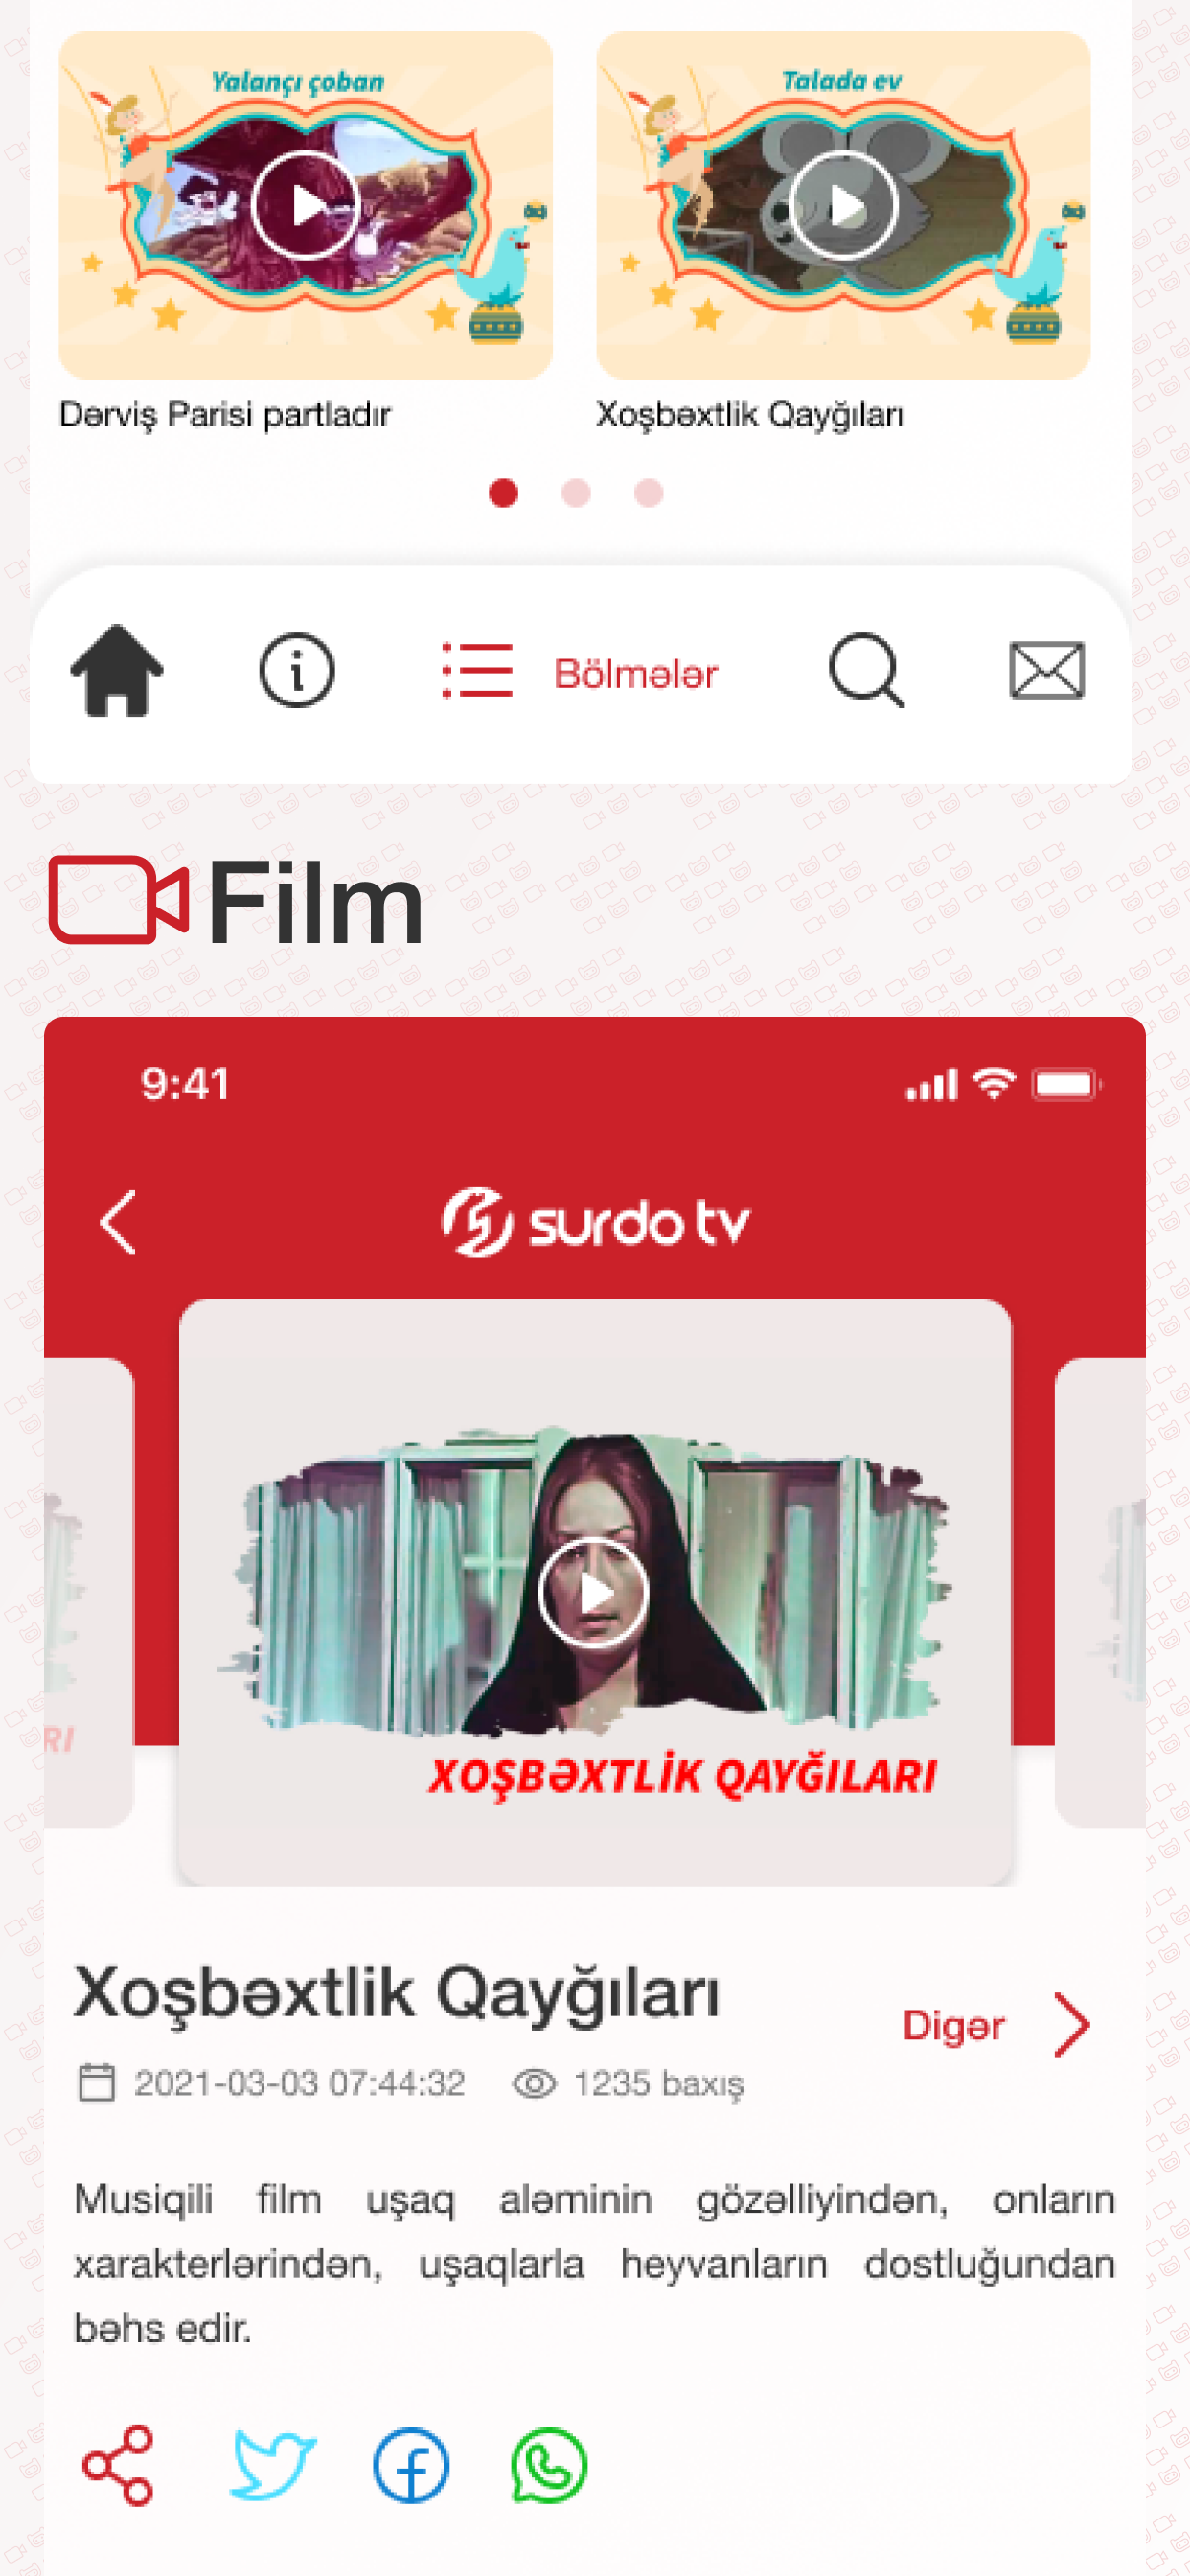 Yalançı çoban
Talada ev
Dərviş Parisi partladır
Xoşbəxtlik Qayğıları
Bölmələr
Film
9:41
surdo tv
RI
XOŞBƏXTLİK QAYĞILARI
Xoşbəxtlik Qayğıları
Digər
2021-03-03 07:44:32 1235 baxış
Musiqili film uşaq aləminin gözəlliyindən, onların
xarakterlərindən, uşaqlarla heyvanların dostluğundan
bəhs edir.